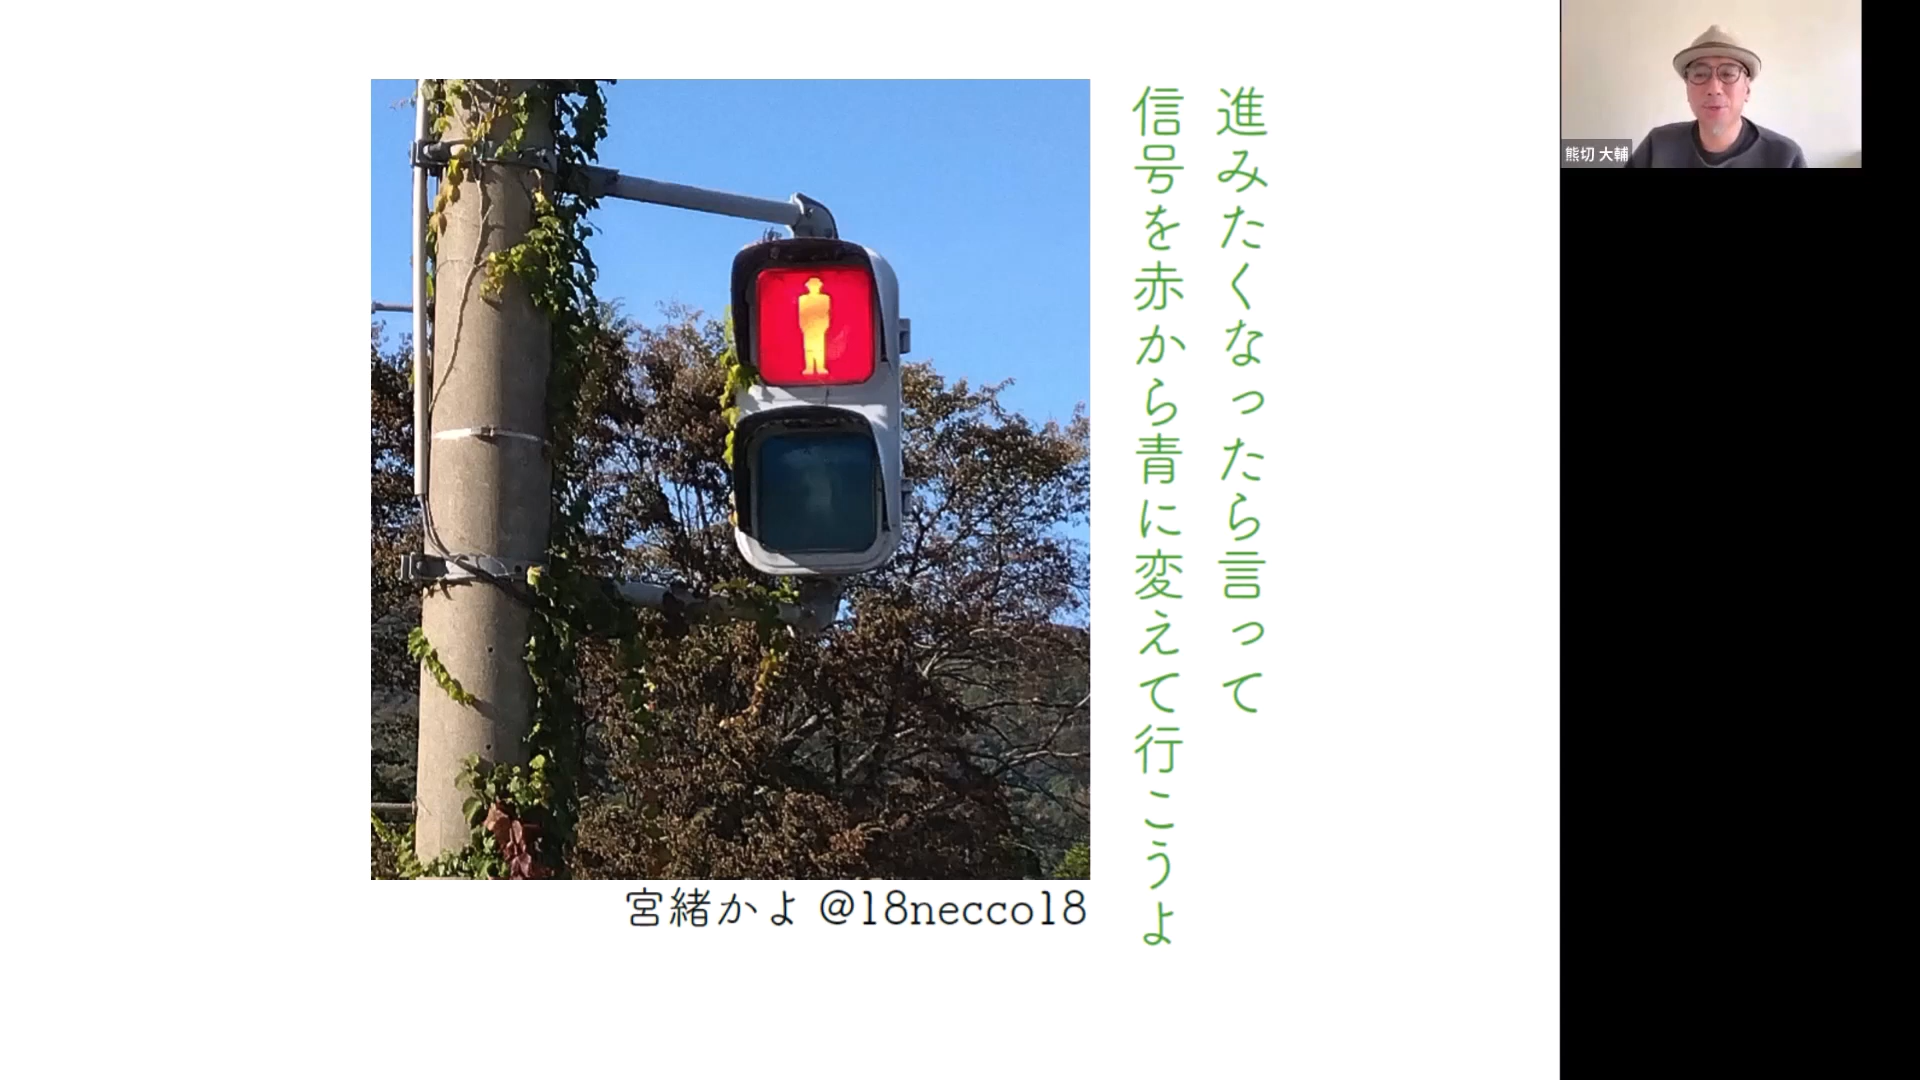 進みたくなったら言って
信号を赤から青に変えて行こうよ
宮緒かよ @18necco18
熊切 大輔